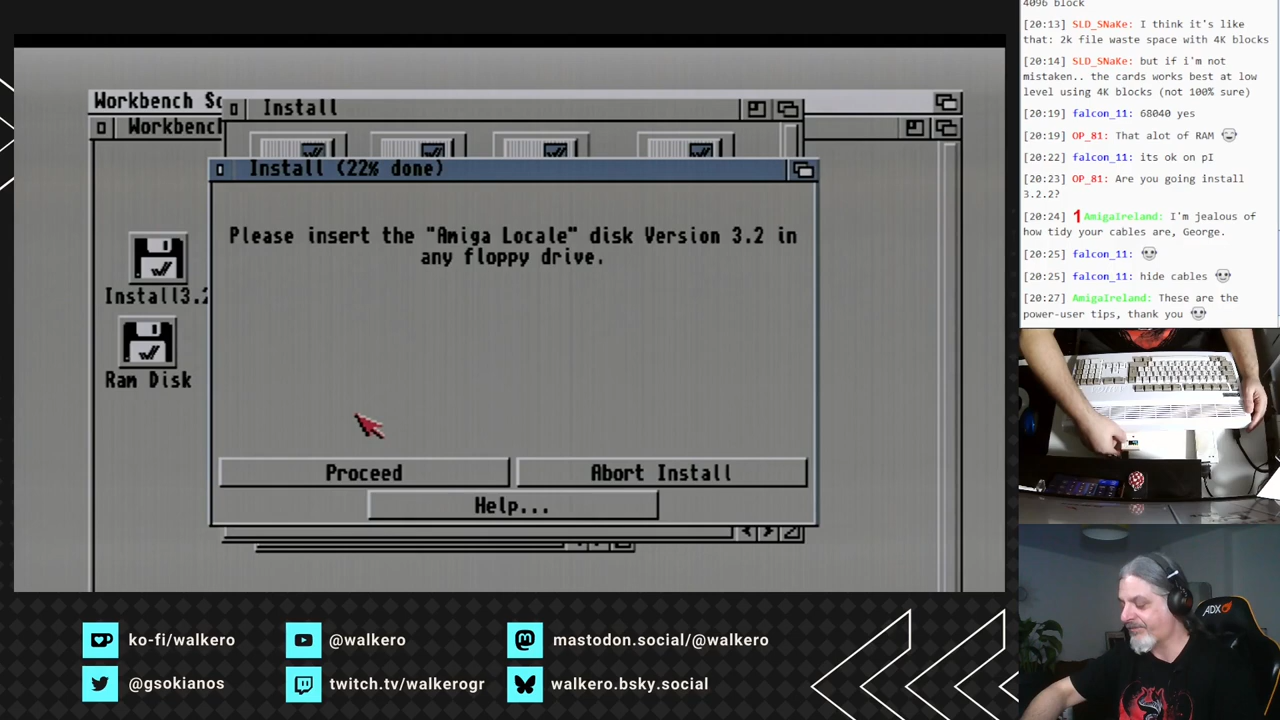 Workbench Sc
Install
Workbench
Install (22% done)
Please insert the "Amiga Locale" disk Version 3.2 in
any floppy drive.
Install3.2
Ram Disk
Proceed
Abort Install
Help...
4096 block
[20:13] SLD_SNaKe: I think it's like
that: 2k file waste space with 4K blocks
[20:14] SLD_SNaKe: but if i'm not
mistaken.. the cards works best at low
level using 4K blocks (not 100% sure)
[20:19] falcon_11: 68040 yes
[20:19] OP_81: That alot of RAM
[20:22] falcon_11: its ok on pI
[20:23] OP_81: Are you going install
3.2.2?
[20:24] 1 AmigaIreland: I'm jealous of
how tidy your cables are, George.
[20:25] falcon_11:
[20:25] falcon_11: hide cables
[20:27] AmigaIreland: These are the
power-user tips, thank you
ADX
ko-fi/walkero
@walkero
mastodon.social/@walkero
@gsokianos
twitch.tv/walkerogr
walkero.bsky.social